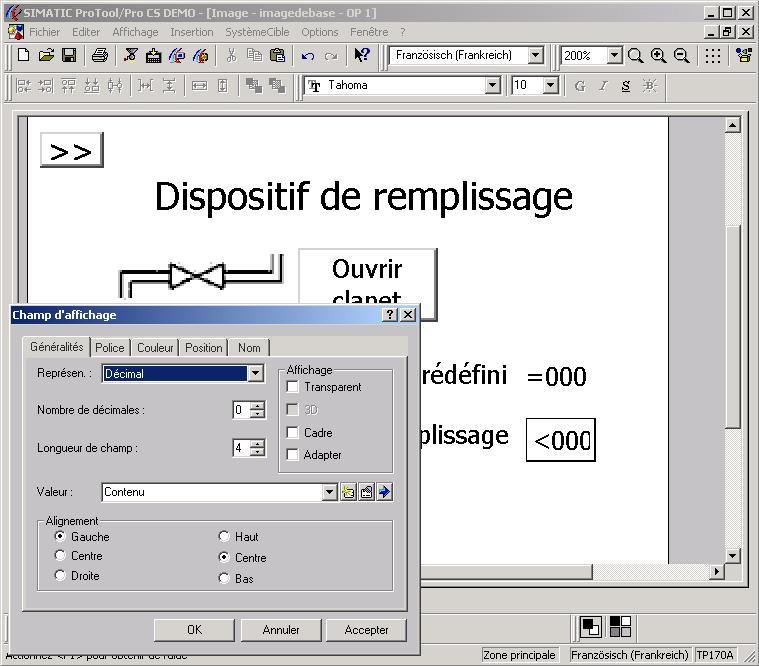 SIMATIC ProTool/Pro CS DEMO - [Image - imagedebase - OP 1]
Fichier Editer Affichage Insertion SystèmeCible Options Fenêtre ?
Französisch (Frankreich) 200%
Tahoma 10 G I S B
>>
Dispositif de remplissage
Ouvrir
clapet
Champ d'affichage
Généralités Police Couleur Position Nom
Représen. : Décimal
Affichage
Transparent
3D
Cadre
Adapter
Nombre de décimales : 0
Longueur de champ : 4
rédéfini =000
plissage <000
Valeur : Contenu
Alignement
Gauche Haut
Centre Centre
Droite Bas
OK Annuler Accepter
Actionnez <F1> pour obtenir de l'aide Zone principale Französisch (Frankreich) TP170A